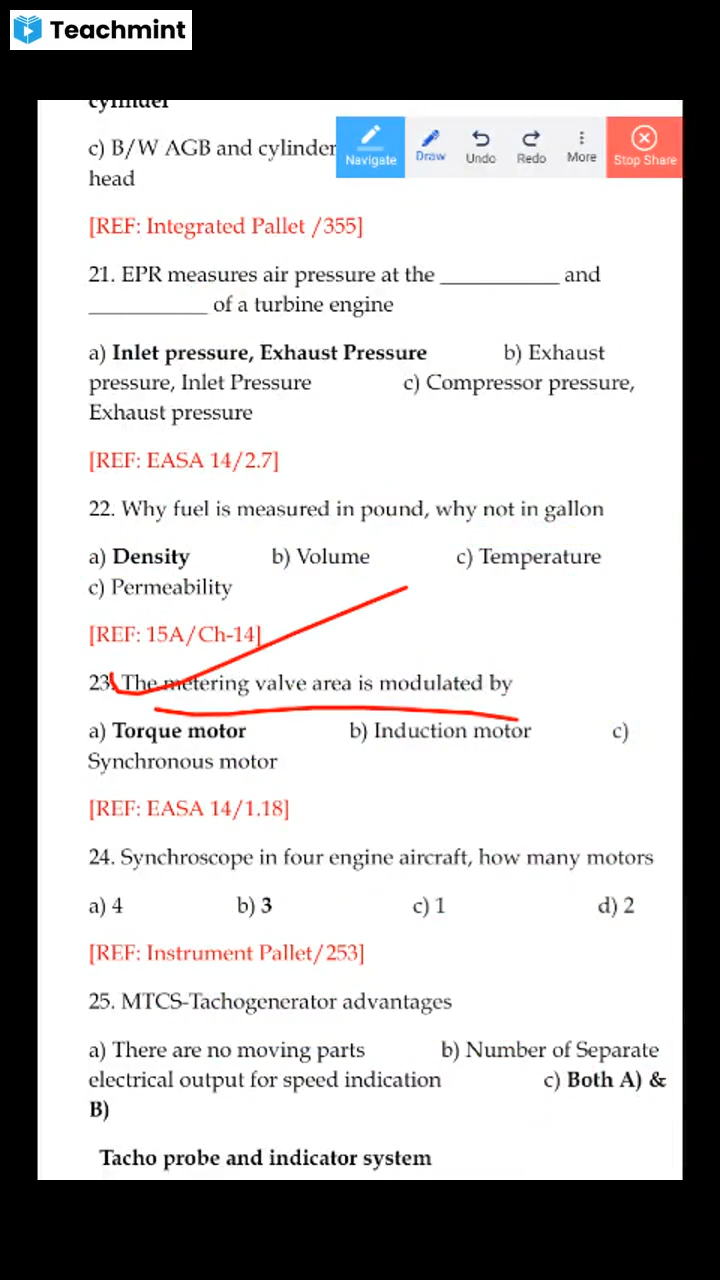 Teachmint
cylinder
c) B/W AGB and cylinder
head
Navigate
Draw
Undo
Redo
More
Stop Share
[REF: Integrated Pallet /355]
21. EPR measures air pressure at the ___________ and
___________ of a turbine engine
a) Inlet pressure, Exhaust Pressure b) Exhaust
pressure, Inlet Pressure c) Compressor pressure,
Exhaust pressure
[REF: EASA 14/2.7]
22. Why fuel is measured in pound, why not in gallon
a) Density b) Volume c) Temperature
c) Permeability
[REF: 15A/Ch-14]
23. The metering valve area is modulated by
a) Torque motor b) Induction motor c)
Synchronous motor
[REF: EASA 14/1.18]
24. Synchroscope in four engine aircraft, how many motors
a) 4 b) 3 c) 1 d) 2
[REF: Instrument Pallet/253]
25. MTCS-Tachogenerator advantages
a) There are no moving parts b) Number of Separate
electrical output for speed indication c) Both A) &
B)
Tacho probe and indicator system